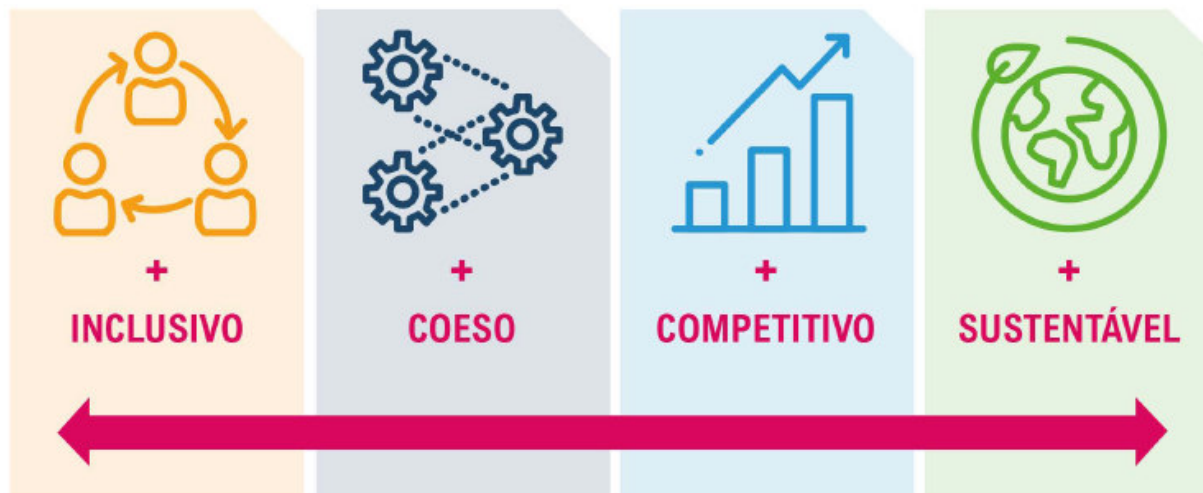 + + + +
INCLUSIVO COESO COMPETITIVO SUSTENTÁVEL